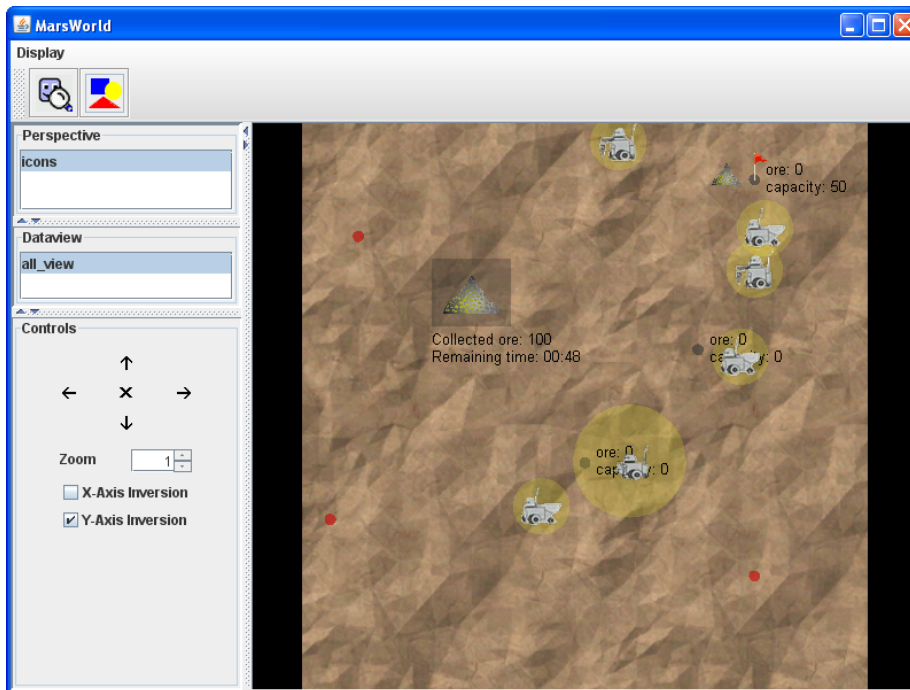 MarsWorld
Display
Perspective
icons
Dataview
all_view
Controls
Zoom
1
X-Axis Inversion
Y-Axis Inversion
ore: 0
capacity: 50
Collected ore: 100
Remaining time: 00:48
ore: 0
capacity: 0
ore: 0
capacity: 0